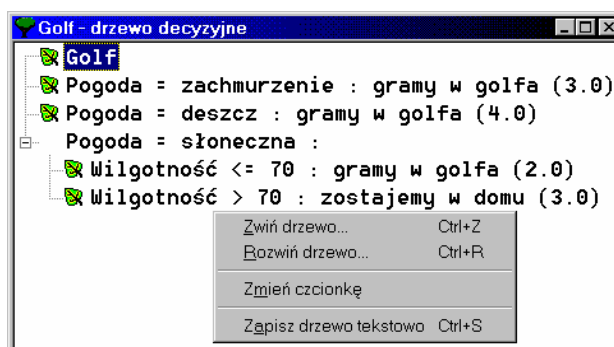 Golf - drzewo decyzyjne
Golf
Pogoda = zachmurzenie : gramy w golfa (3.0)
Pogoda = deszcz : gramy w golfa (4.0)
Pogoda = słoneczna :
Wilgotność <= 70 : gramy w golfa (2.0)
Wilgotność > 70 : zostajemy w domu (3.0)
Zwiń drzewo... Ctrl+Z
Rozwiń drzewo... Ctrl+R
Zmień czcionkę
Zapisz drzewo tekstowo Ctrl+S